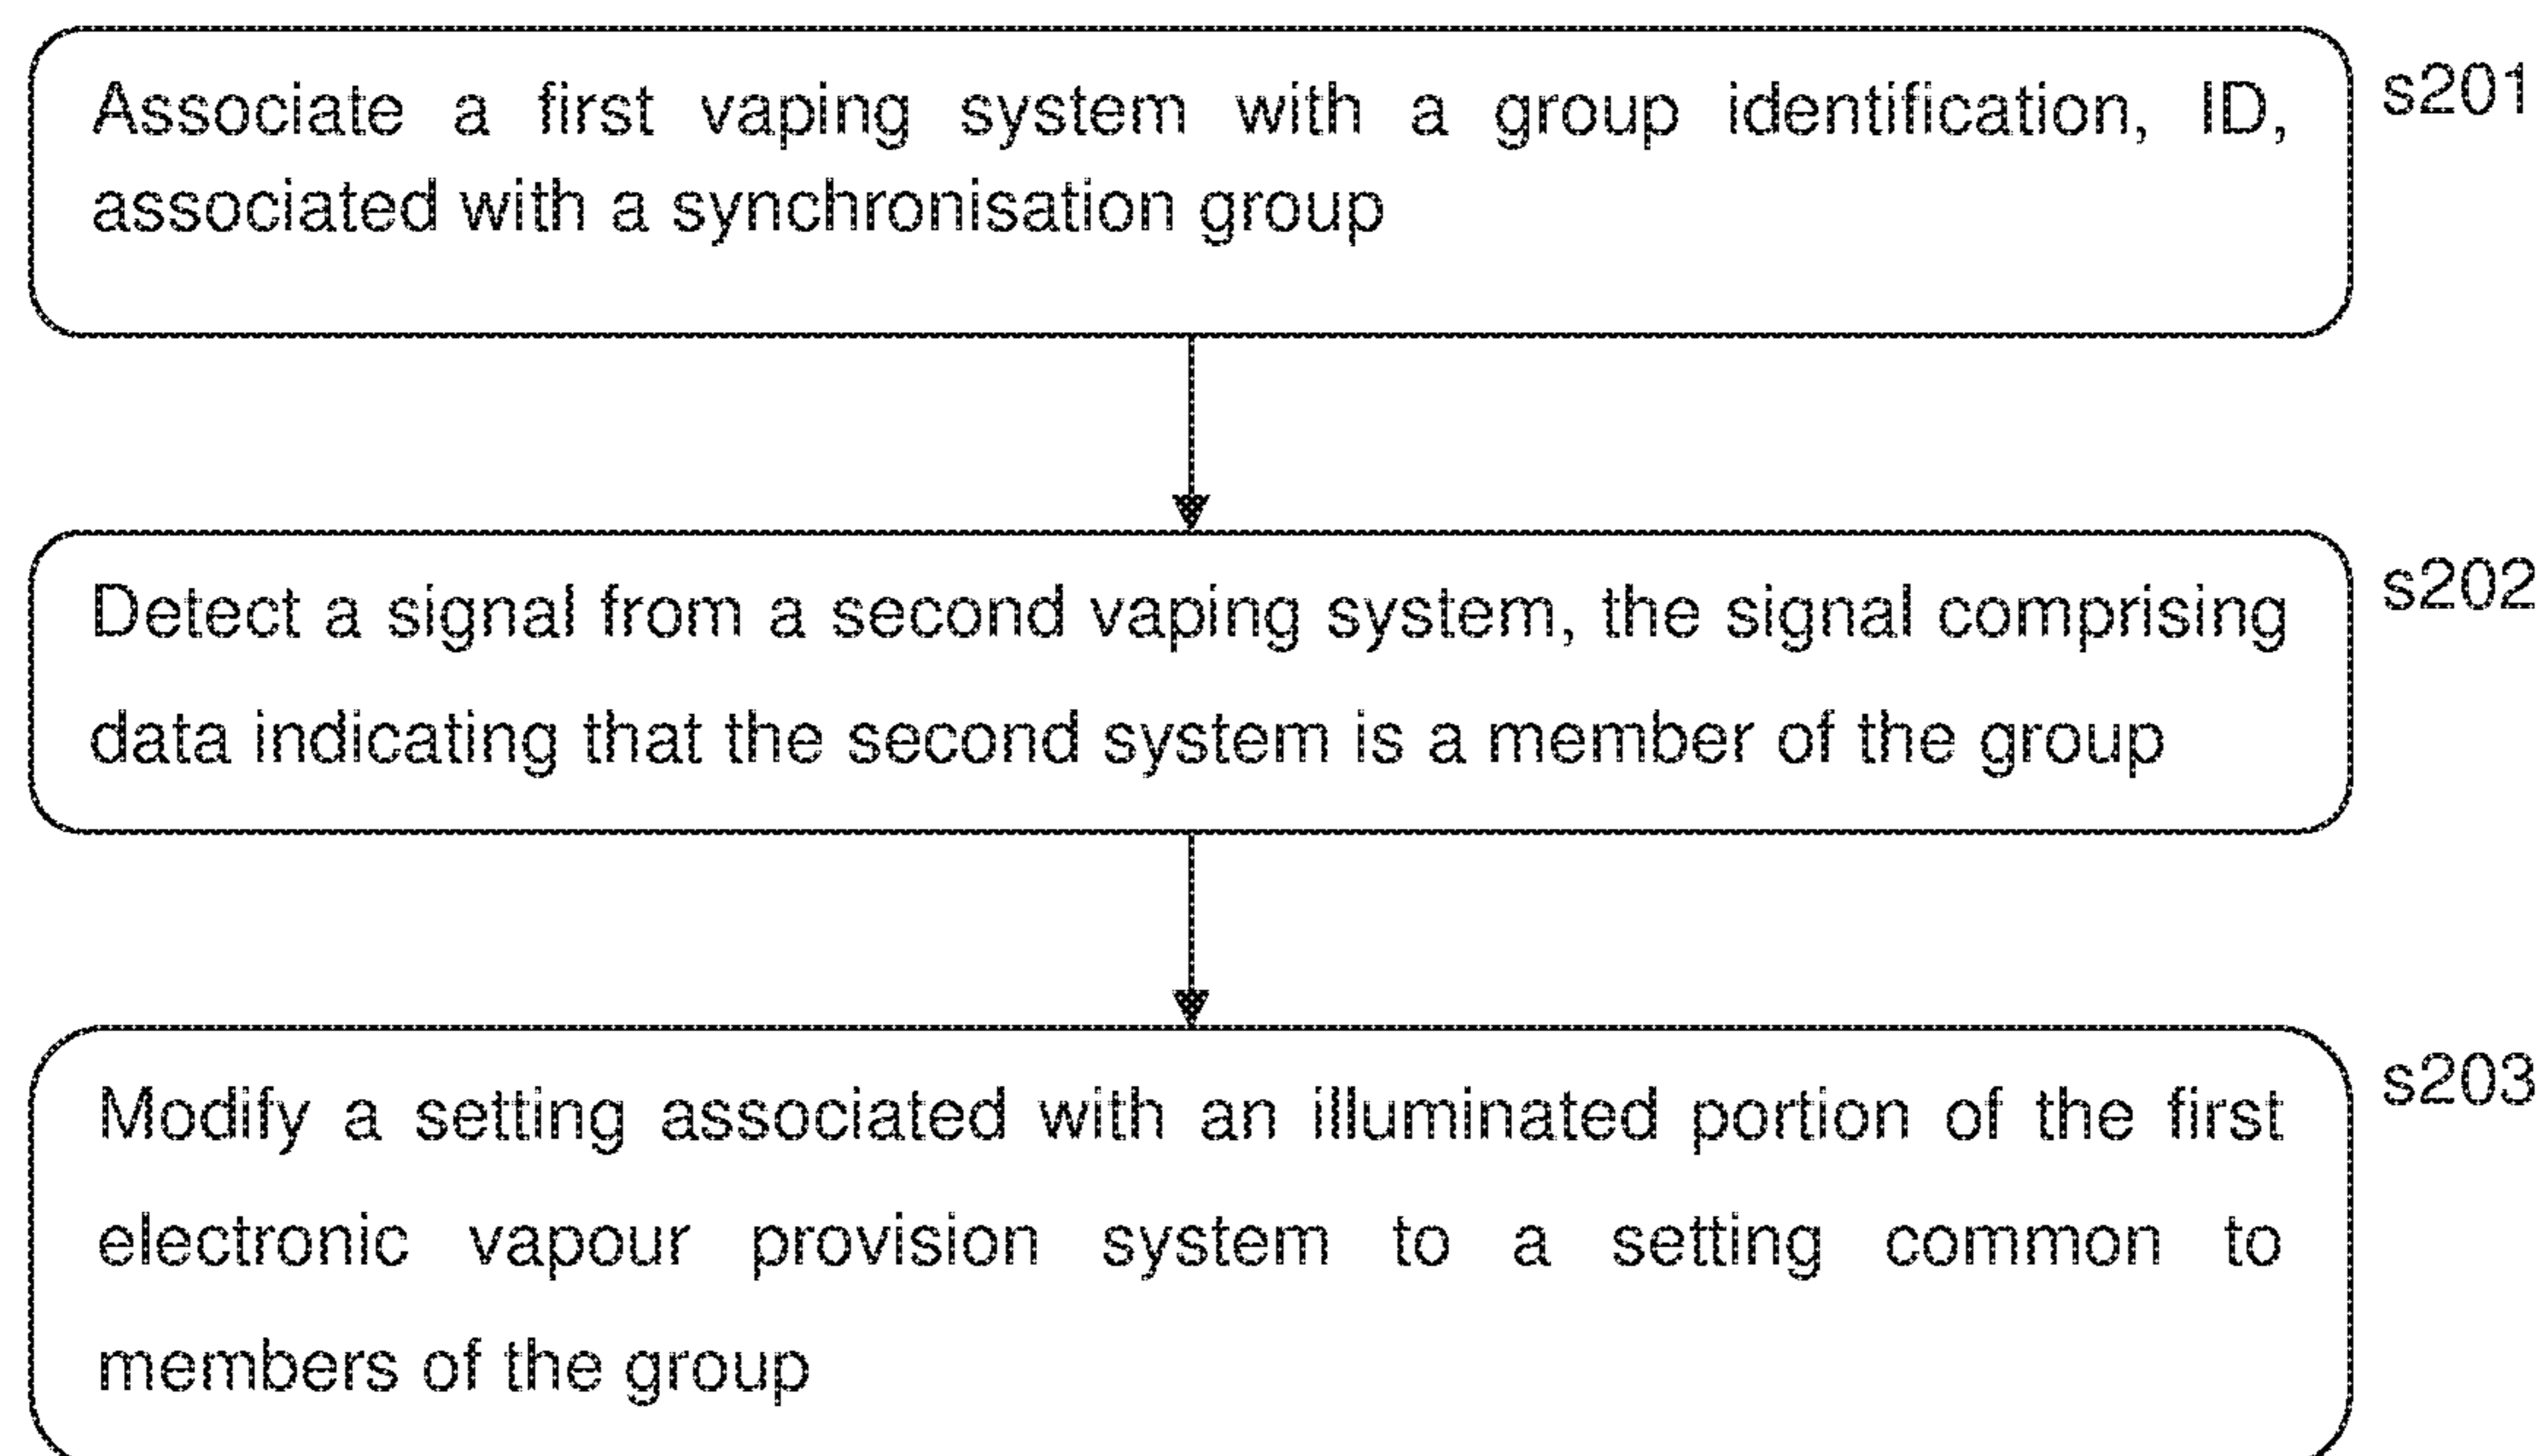 Associate a first vaping system with a group identification, ID, s201
associated with a synchronisation group
Detect a signal from a second vaping system, the signal comprising s202
data indicating that the second system is a member of the group
Modify a setting associated with an illuminated portion of the first s203
electronic vapour provision system to a setting common to
members of the group